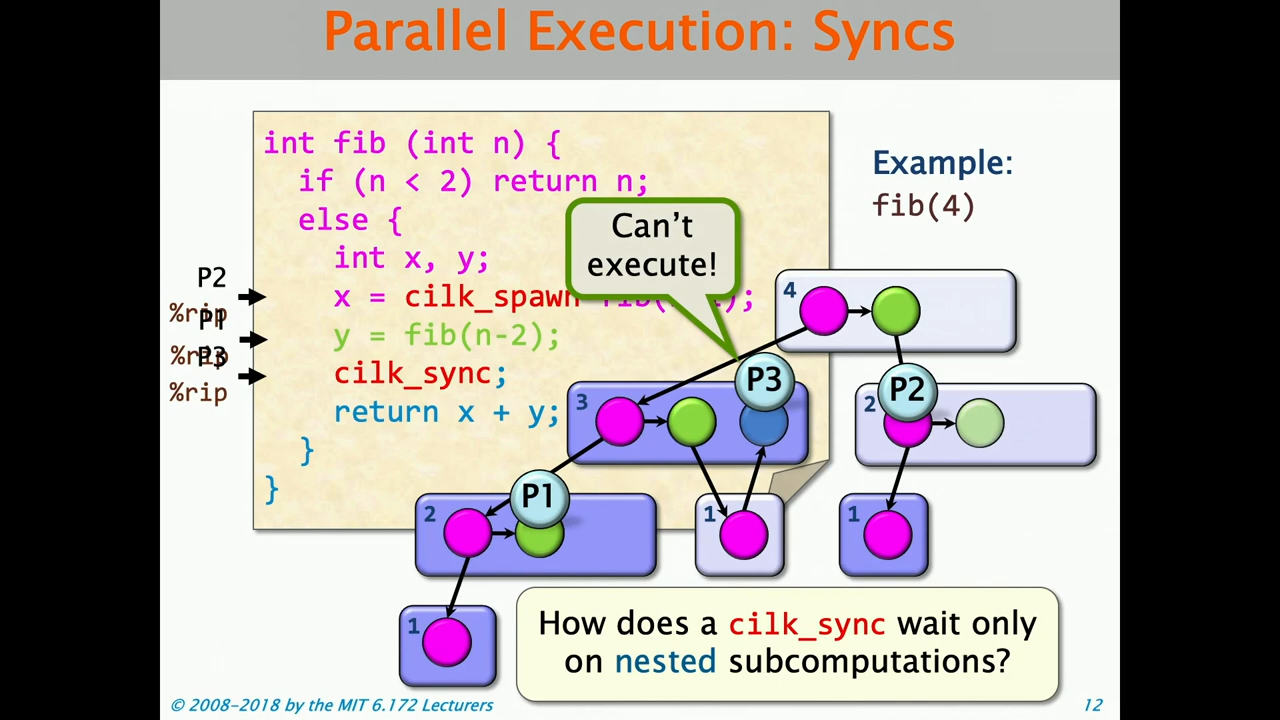 Parallel Execution: Syncs
int fib (int n) {
if (n < 2) return n;
else {
int x, y;
x = cilk_spawn
y = fib(n-2);
cilk_sync;
return x + y;
}
}
Can't
execute!
Example:
fib(4)
P2
%rip
P1
%rip
P3
%rip
4
3
P3
2
P2
2
P1
1
1
1
How does a cilk_sync wait only
on nested subcomputations?
© 2008-2018 by the MIT 6.172 Lecturers
12